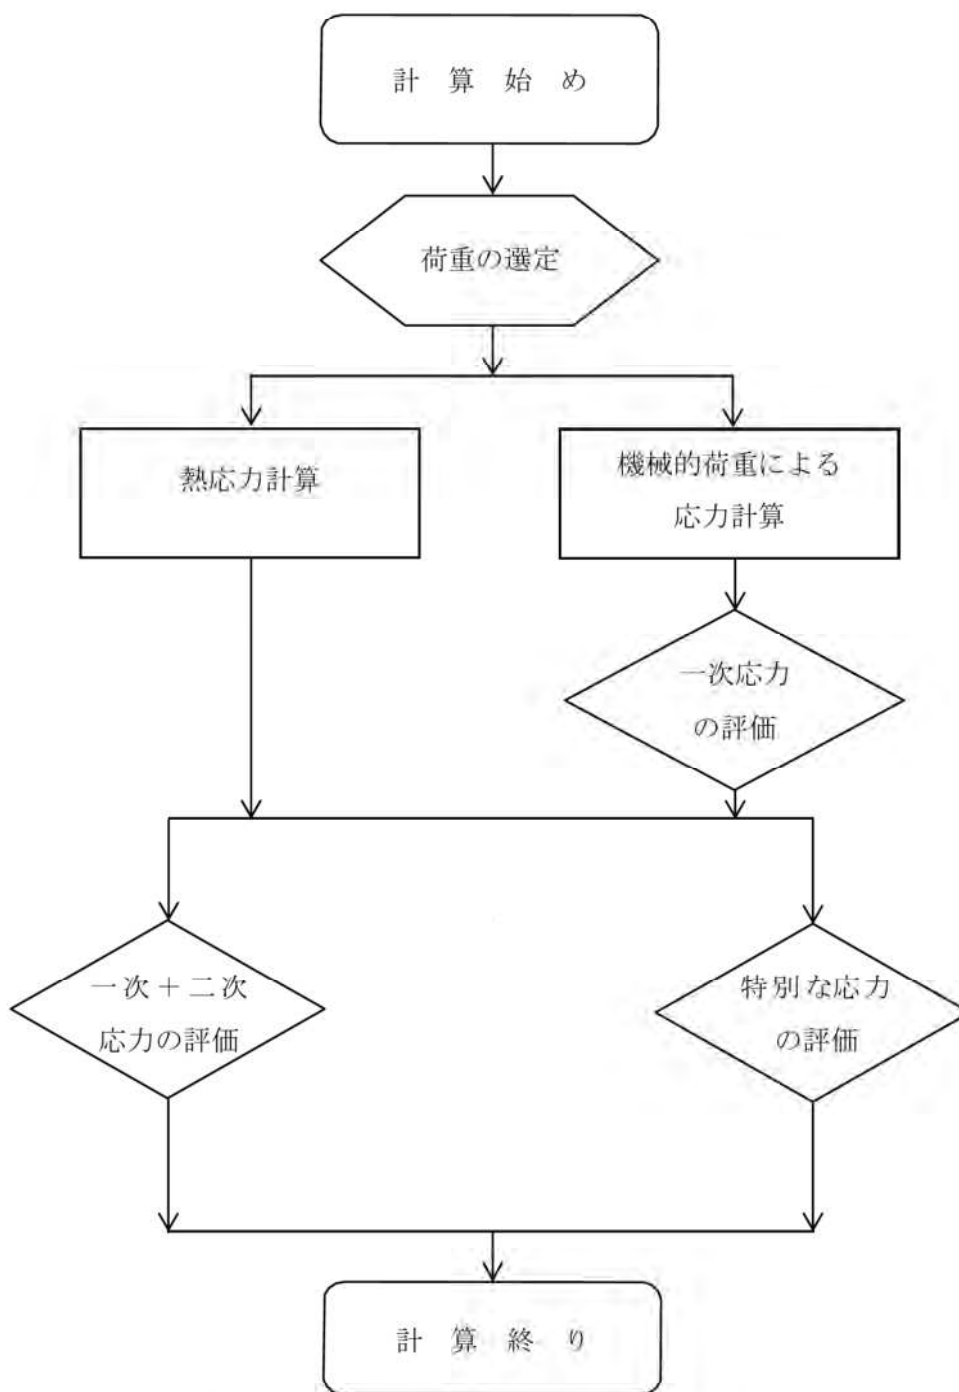 計算始め
荷重の選定
熱応力計算
機械的荷重による
応力計算
一次応力
の評価
一次＋二次
応力の評価
特別な応力
の評価
計算終り